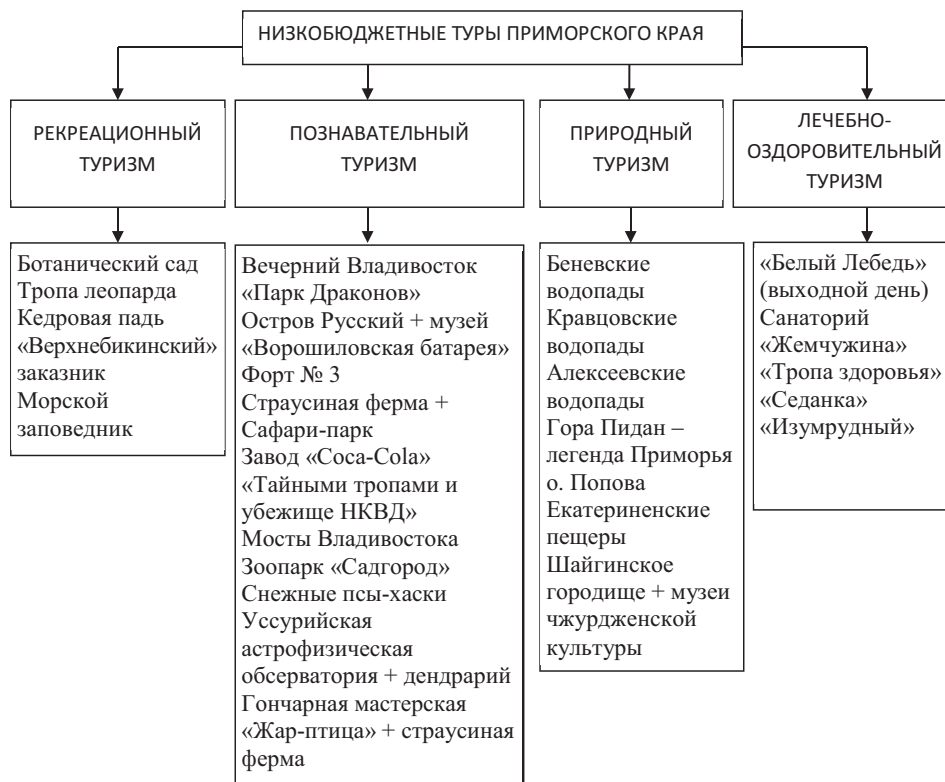 НИЗКОБЮДЖЕТНЫЕ ТУРЫ ПРИМОРСКОГО КРАЯ
РЕКРЕАЦИОННЫЙ
ТУРИЗМ
ПОЗНАВАТЕЛЬНЫЙ
ТУРИЗМ
ПРИРОДНЫЙ
ТУРИЗМ
ЛЕЧЕБНО-
ОЗДОРОВИТЕЛЬНЫЙ
ТУРИЗМ
Ботанический сад
Тропа леопарда
Кедровая падь
«Верхнебикинский»
заказник
Морской
заповедник
Вечерний Владивосток
«Парк Драконов»
Остров Русский + музей
«Ворошиловская батарея»
Форт № 3
Страусиная ферма +
Сафари-парк
Завод «Coca-Cola»
«Тайными тропами и
убежище НКВД»
Мосты Владивостока
Зоопарк «Садгород»
Снежные псы-хаски
Уссурийская
астрофизическая
обсерватория + дендрарий
Гончарная мастерская
«Жар-птица» + страусиная
ферма
Беневские
водопады
Кравцовские
водопады
Алексеевские
водопады
Гора Пидан –
легенда Приморья
о. Попова
Екатериненские
пещеры
Шайгинское
городище + музеи
чжурдженской
культуры
«Белый Лебедь»
(выходной день)
Санаторий
«Жемчужина»
«Тропа здоровья»
«Седанка»
«Изумрудный»